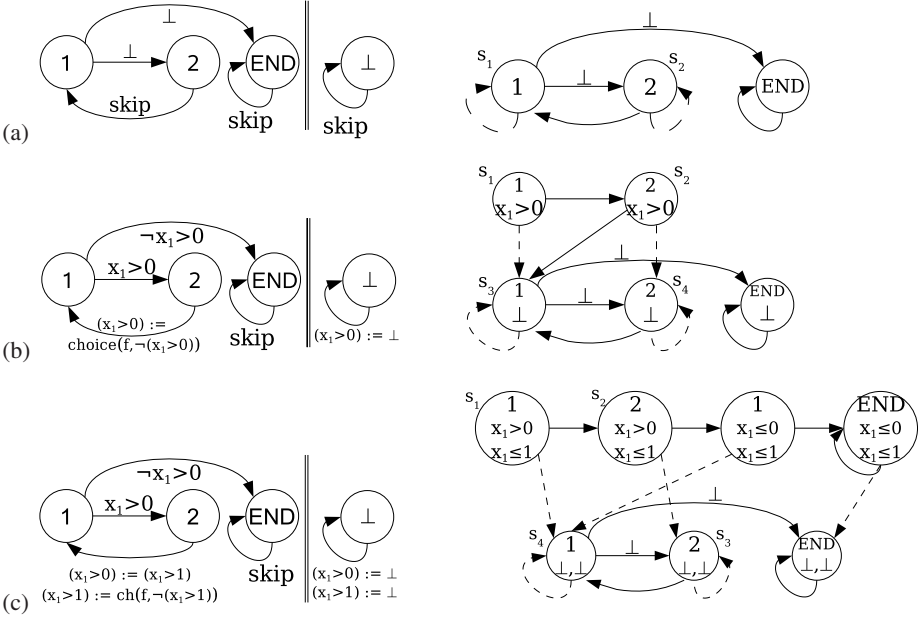 ⊥
1 ⊥ 2 END ⊥
skip
skip skip
(a)
⊥
s₁ 1 ⊥ 2 s₂ END
¬x₁>0
1 x₁>0 2 END ⊥
(x₁>0) :=
choice(f,¬(x₁>0))
skip
(x₁>0) := ⊥
(b)
s₁ 1 2 s₂
x₁>0 x₁>0
⊥
s₃ 1 ⊥ 2 s₄ END
⊥ ⊥ ⊥
¬x₁>0
1 x₁>0 2 END ⊥
skip
(x₁>0) := (x₁>1)
(x₁>1) := ch(f,¬(x₁>1))
(x₁>0) := ⊥
(x₁>1) := ⊥
(c)
s₁ 1 s₂ 2 1 END
x₁>0 x₁>0 x₁≤0 x₁≤0
x₁≤1 x₁≤1 x₁≤1 x₁≤1
⊥
s₄ 1 ⊥ 2 s₃ END
⊥,⊥ ⊥,⊥ ⊥,⊥